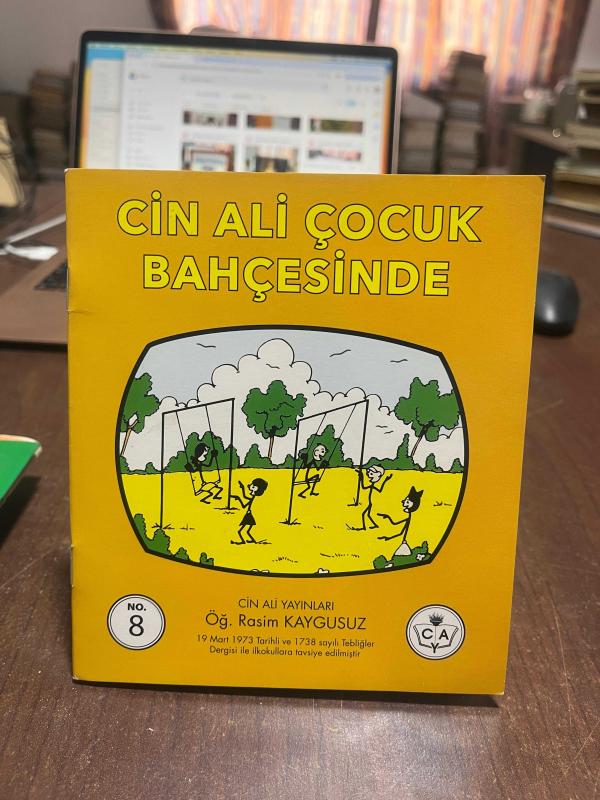 CİN ALİ ÇOCUK
BAHÇESİNDE
NO.
8
CİN ALİ YAYINLARI
Öğ. Rasim KAYGUSUZ
19 Mart 1973 Tarihli ve 1738 sayılı Tebliğler
Dergisi ile ilkokullara tavsiye edilmiştir
C A
Y